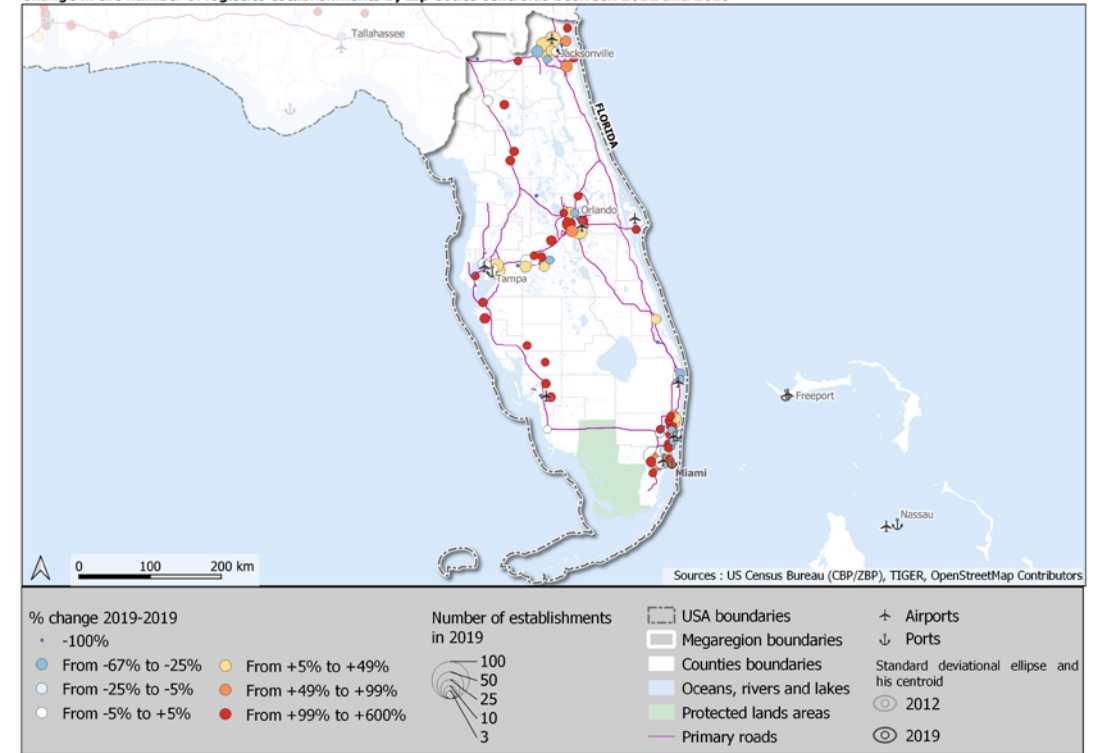 Tallahassee
Jacksonville
FLORIDA
Orlando
Tampa
Freeport
Miami
Nassau
0 100 200 km
Sources : US Census Bureau (CBP/ZBP), TIGER, OpenStreetMap Contributors
% change 2019-2019
-100%
From -67% to -25%
From -25% to -5%
From -5% to +5%
From +5% to +49%
From +49% to +99%
From +99% to +600%
Number of establishments
in 2019
100
50
25
10
3
USA boundaries
Megaregion boundaries
Counties boundaries
Oceans, rivers and lakes
Protected lands areas
Primary roads
Airports
Ports
Standard deviational ellipse and
his centroid
2012
2019